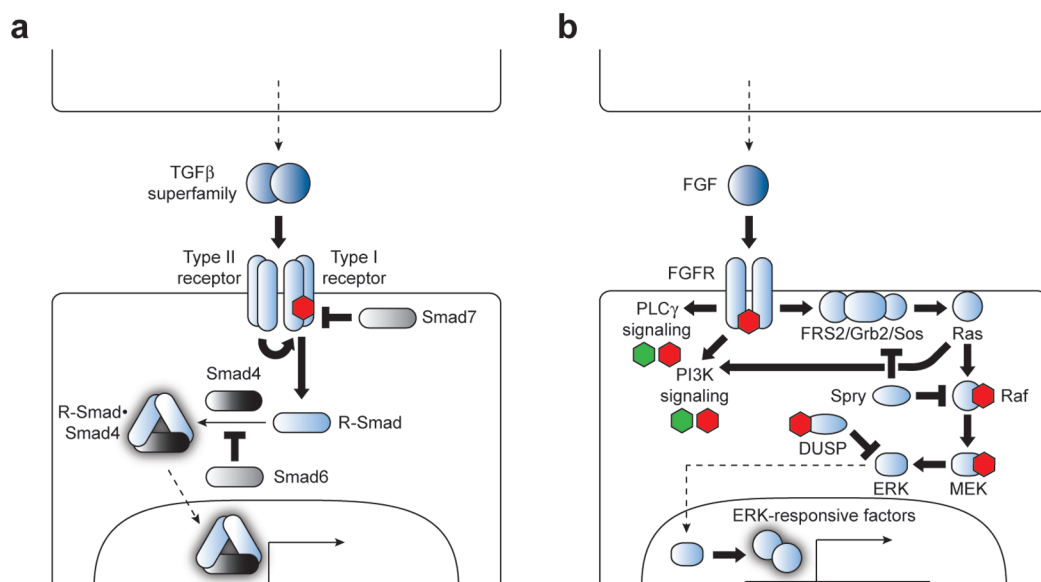 a
TGFβ
superfamily
Type II
receptor
Type I
receptor
Smad7
Smad4
R-Smad•
Smad4
R-Smad
Smad6
b
FGF
FGFR
PLCγ
signaling
FRS2/Grb2/Sos
Ras
PI3K
signaling
Spry
Raf
DUSP
ERK
MEK
ERK-responsive factors